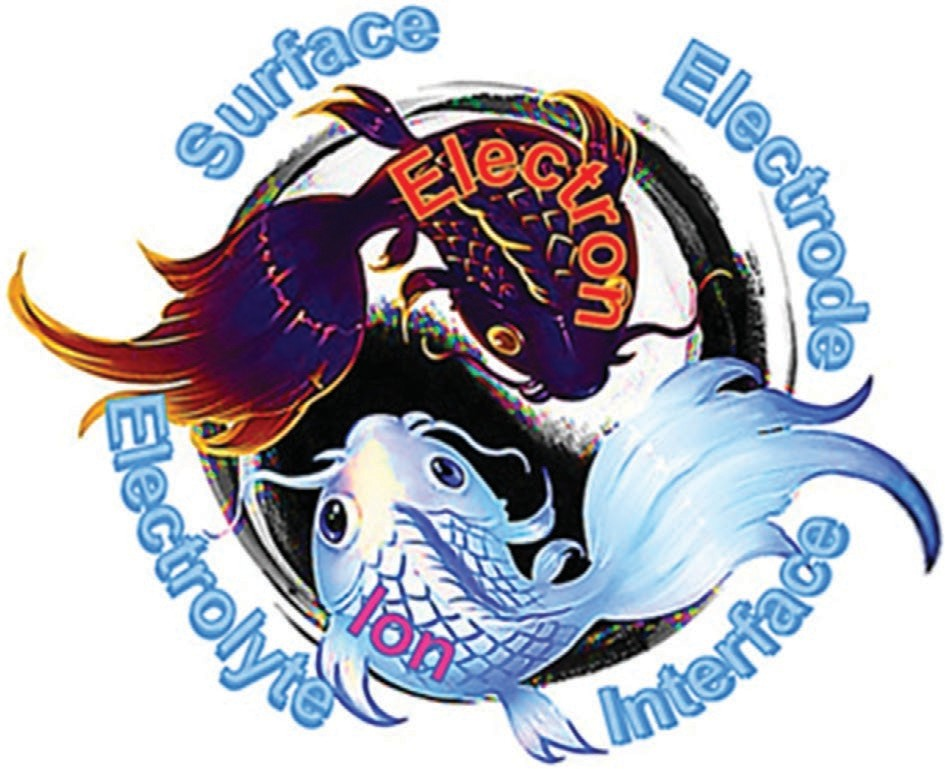 Surface
Electrode
Electron
Electrolyte
Ion
Interface